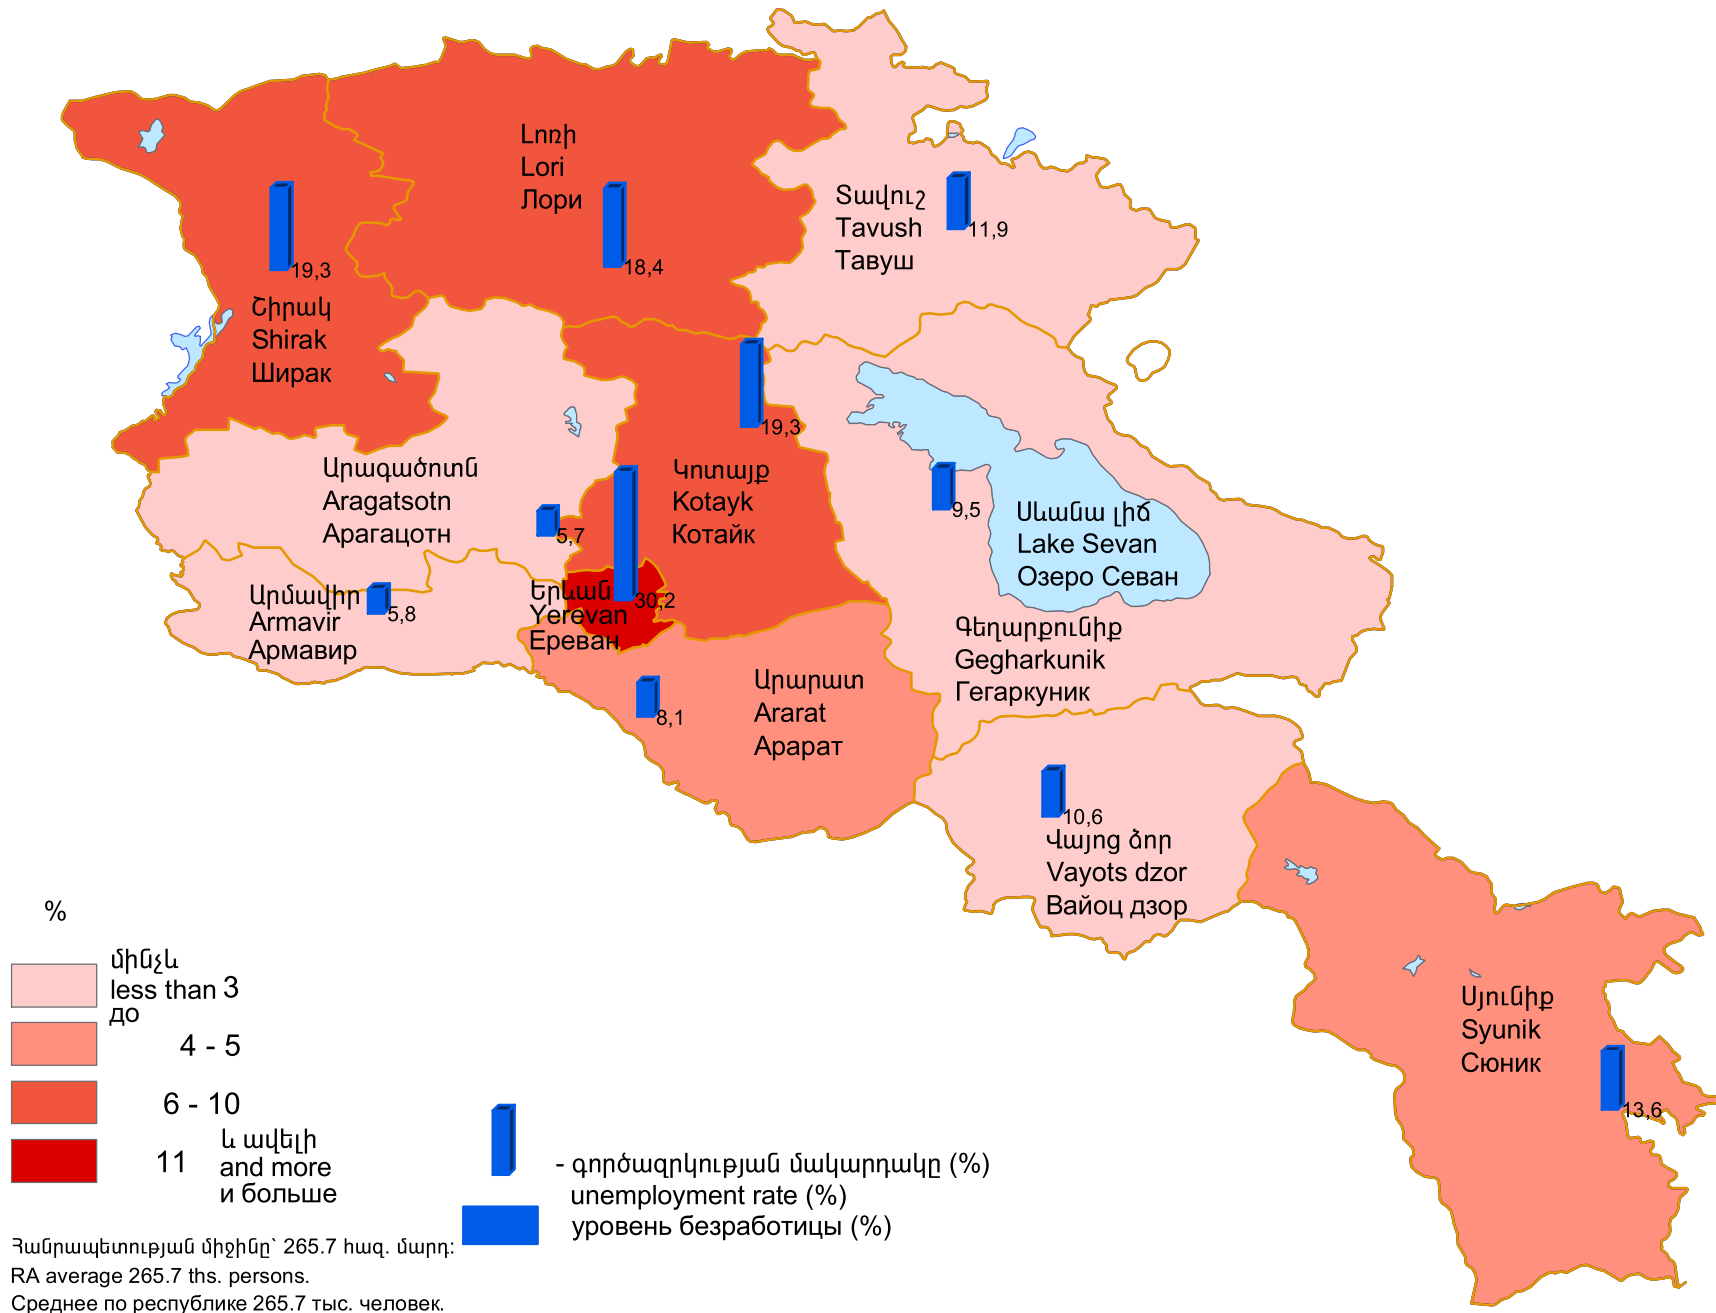 Լոռի
Lori
Лори
18,4
Տավուշ
Tavush
Тавуш
11,9
19,3
Շիրակ
Shirak
Ширак
19,3
Արագածոտն
Aragatsotn
Арагацотн
5,7
Կոտայք
Kotayk
Котайк
9,5
Սևանա լիճ
Lake Sevan
Озеро Севан
Արմավիր
Armavir
Армавир
5,8
Երևան
Yerevan
Ереван
30,2
Գեղարքունիք
Gegharkunik
Гегаркуник
Արարատ
Ararat
Арарат
8,1
10,6
Վայոց ձոր
Vayots dzor
Вайоц дзор
Սյունիք
Syunik
Сюник
13,6
%
մինչև
less than 3
до
4 - 5
6 - 10
11
և ավելի
and more
и больше
- գործազրկության մակարդակը (%)
unemployment rate (%)
уровень безработицы (%)
Հանրապետության միջինը՝ 265.7 հազ. մարդ:
RA average 265.7 ths. persons.
Среднее по республике 265.7 тыс. человек.